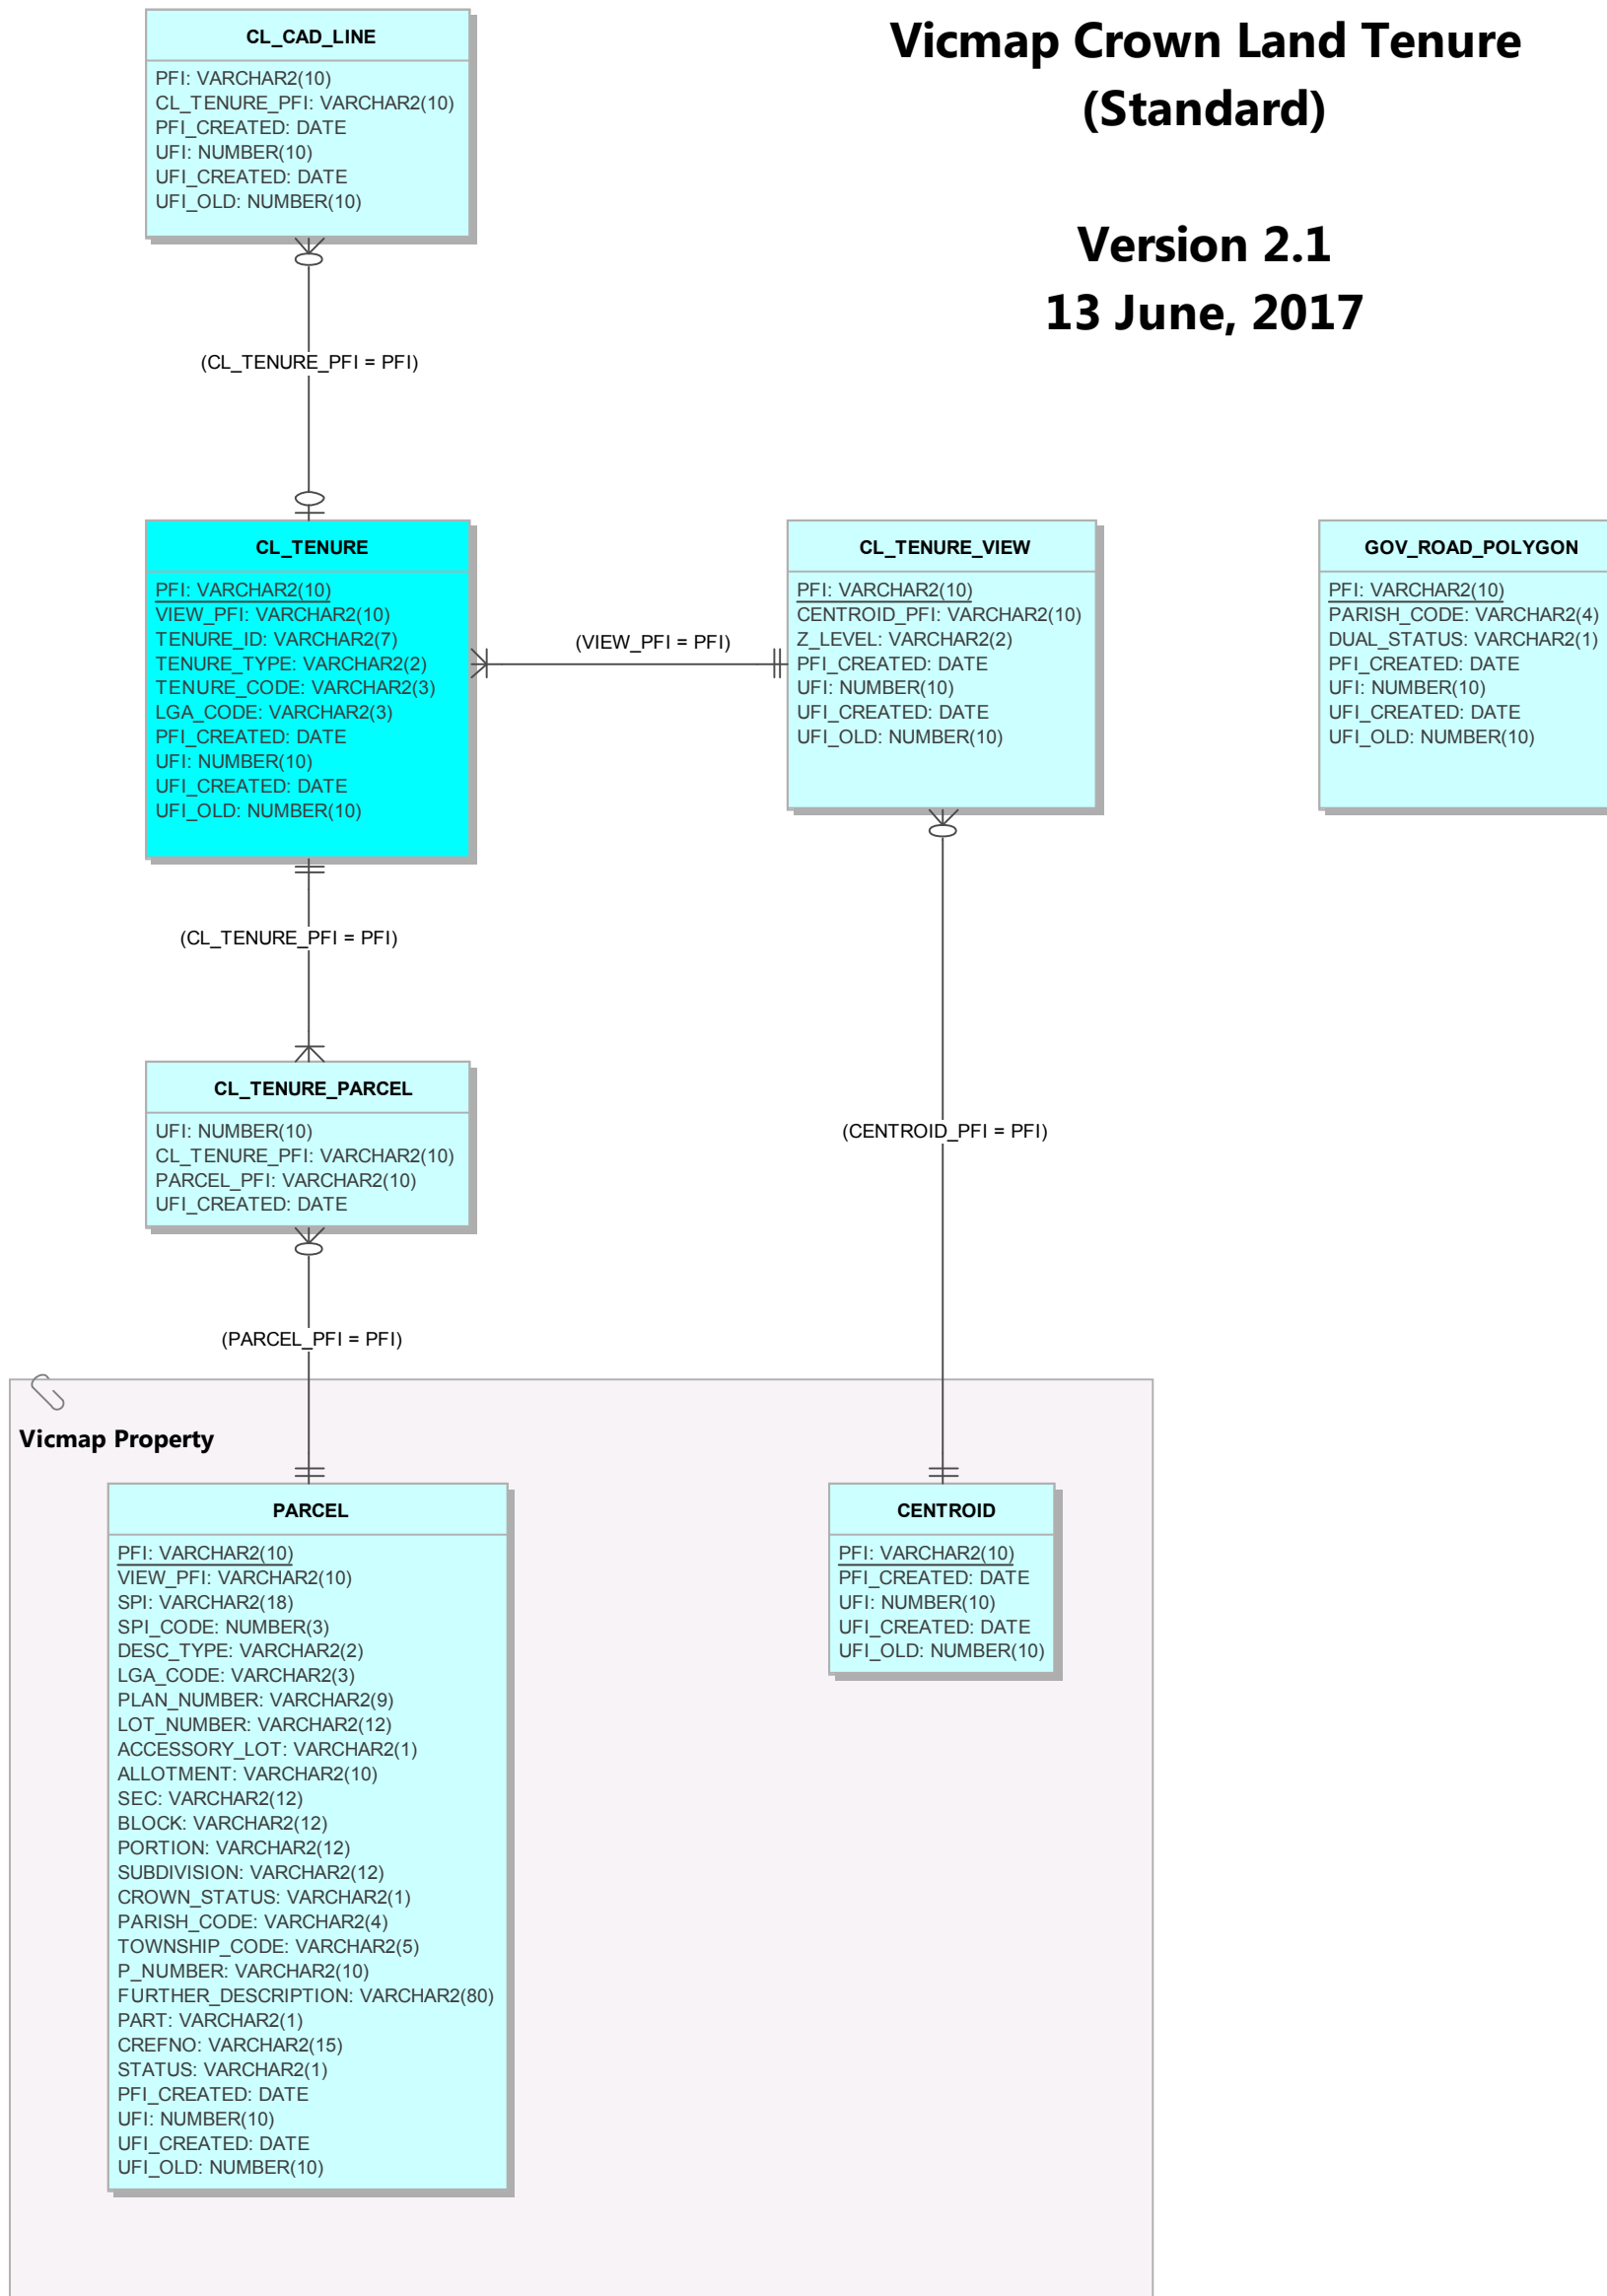 Vicmap Crown Land Tenure
(Standard)
Version 2.1
13 June, 2017
CL_CAD_LINE
PFI: VARCHAR2(10)
CL_TENURE_PFI: VARCHAR2(10)
PFI_CREATED: DATE
UFI: NUMBER(10)
UFI_CREATED: DATE
UFI_OLD: NUMBER(10)
(CL_TENURE_PFI = PFI)
CL_TENURE
PFI: VARCHAR2(10)
VIEW_PFI: VARCHAR2(10)
TENURE_ID: VARCHAR2(7)
TENURE_TYPE: VARCHAR2(2)
TENURE_CODE: VARCHAR2(3)
LGA_CODE: VARCHAR2(3)
PFI_CREATED: DATE
UFI: NUMBER(10)
UFI_CREATED: DATE
UFI_OLD: NUMBER(10)
(VIEW_PFI = PFI)
CL_TENURE_VIEW
PFI: VARCHAR2(10)
CENTROID_PFI: VARCHAR2(10)
Z_LEVEL: VARCHAR2(2)
PFI_CREATED: DATE
UFI: NUMBER(10)
UFI_CREATED: DATE
UFI_OLD: NUMBER(10)
GOV_ROAD_POLYGON
PFI: VARCHAR2(10)
PARISH_CODE: VARCHAR2(4)
DUAL_STATUS: VARCHAR2(1)
PFI_CREATED: DATE
UFI: NUMBER(10)
UFI_CREATED: DATE
UFI_OLD: NUMBER(10)
(CL_TENURE_PFI = PFI)
CL_TENURE_PARCEL
UFI: NUMBER(10)
CL_TENURE_PFI: VARCHAR2(10)
PARCEL_PFI: VARCHAR2(10)
UFI_CREATED: DATE
(CENTROID_PFI = PFI)
(PARCEL_PFI = PFI)
Vicmap Property
PARCEL
PFI: VARCHAR2(10)
VIEW_PFI: VARCHAR2(10)
SPI: VARCHAR2(18)
SPI_CODE: NUMBER(3)
DESC_TYPE: VARCHAR2(2)
LGA_CODE: VARCHAR2(3)
PLAN_NUMBER: VARCHAR2(9)
LOT_NUMBER: VARCHAR2(12)
ACCESSORY_LOT: VARCHAR2(1)
ALLOTMENT: VARCHAR2(10)
SEC: VARCHAR2(12)
BLOCK: VARCHAR2(12)
PORTION: VARCHAR2(12)
SUBDIVISION: VARCHAR2(12)
CROWN_STATUS: VARCHAR2(1)
PARISH_CODE: VARCHAR2(4)
TOWNSHIP_CODE: VARCHAR2(5)
P_NUMBER: VARCHAR2(10)
FURTHER_DESCRIPTION: VARCHAR2(80)
PART: VARCHAR2(1)
CREFNO: VARCHAR2(15)
STATUS: VARCHAR2(1)
PFI_CREATED: DATE
UFI: NUMBER(10)
UFI_CREATED: DATE
UFI_OLD: NUMBER(10)
CENTROID
PFI: VARCHAR2(10)
PFI_CREATED: DATE
UFI: NUMBER(10)
UFI_CREATED: DATE
UFI_OLD: NUMBER(10)